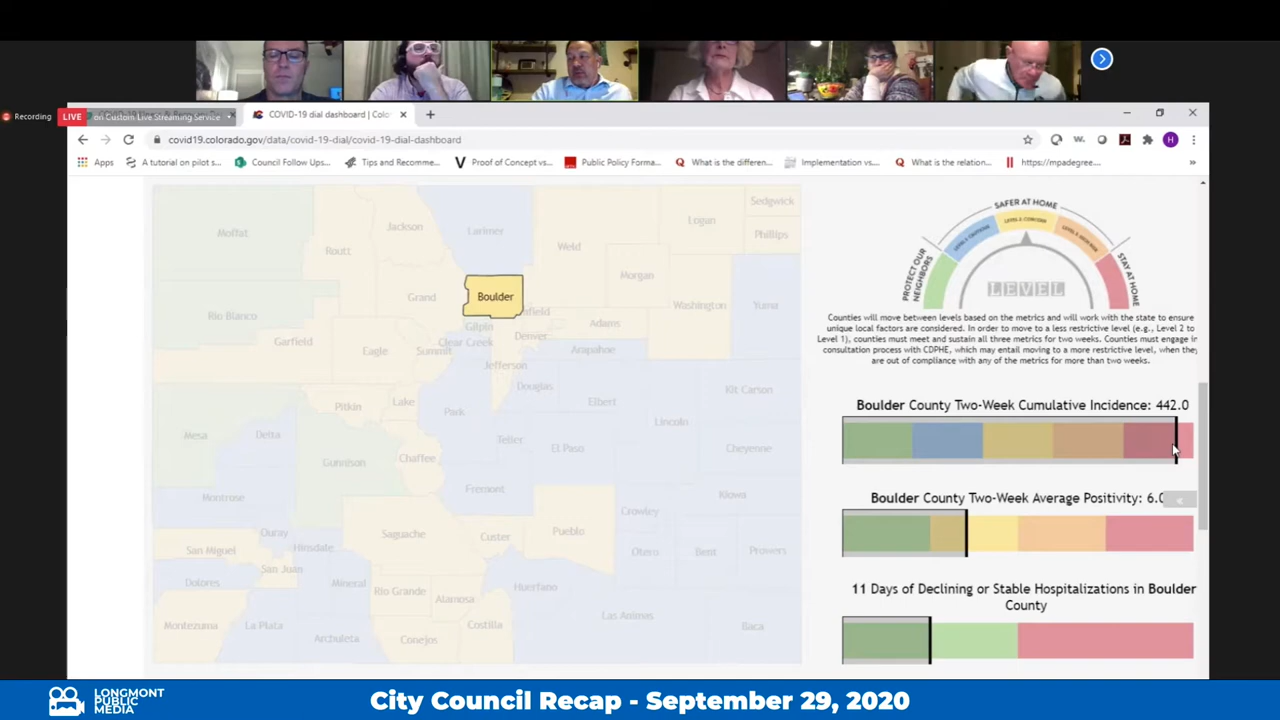 Recording
LIVE
on Custom Live Streaming Service
COVID-19 dial dashboard | Colo
covid19.colorado.gov/data/covid-19-dial/covid-19-dial-dashboard
H
Apps
A tutorial on pilot s...
Council Follow Ups...
Tips and Recomme...
Proof of Concept vs...
Public Policy Forma...
What is the differen...
Implementation vs...
What is the relation...
https://mpadegree...
»
Moffat
Routt
Jackson
Larimer
Weld
Logan
Sedgwick
Phillips
Morgan
Grand
Boulder
Rio Blanco
Washington
Yuma
Gilpin
Adams
Garfield
Clear Creek
Denver
Eagle
Summit
Arapahoe
Jefferson
Pitkin
Lake
Park
Douglas
Elbert
Kit Carson
Mesa
Delta
Lincoln
Teller
El Paso
Cheyenne
Gunnison
Chaffee
Montrose
Fremont
Kiowa
Crowley
Ouray
Saguache
Custer
Pueblo
San Miguel
Hinsdale
Otero
Bent
Prowers
San Juan
Dolores
Mineral
Rio Grande
Alamosa
Huerfano
Montezuma
La Plata
Archuleta
Conejos
Costilla
Las Animas
Baca
SAFER AT HOME
PROTECT OUR NEIGHBORS
STAY AT HOME
LEVEL
Counties will move between levels based on the metrics and will work with the state to ensure
unique local factors are considered. In order to move to a less restrictive level (e.g., Level 2 to
Level 1), counties must meet and sustain all three metrics for two weeks. Counties must engage in
consultation process with CDPHE, which may entail moving to a more restrictive level, when they
are out of compliance with any of the metrics for more than two weeks.
Boulder County Two-Week Cumulative Incidence: 442.0
Boulder County Two-Week Average Positivity: 6.0
11 Days of Declining or Stable Hospitalizations in Boulder
County
LONGMONT
PUBLIC
MEDIA
City Council Recap - September 29, 2020